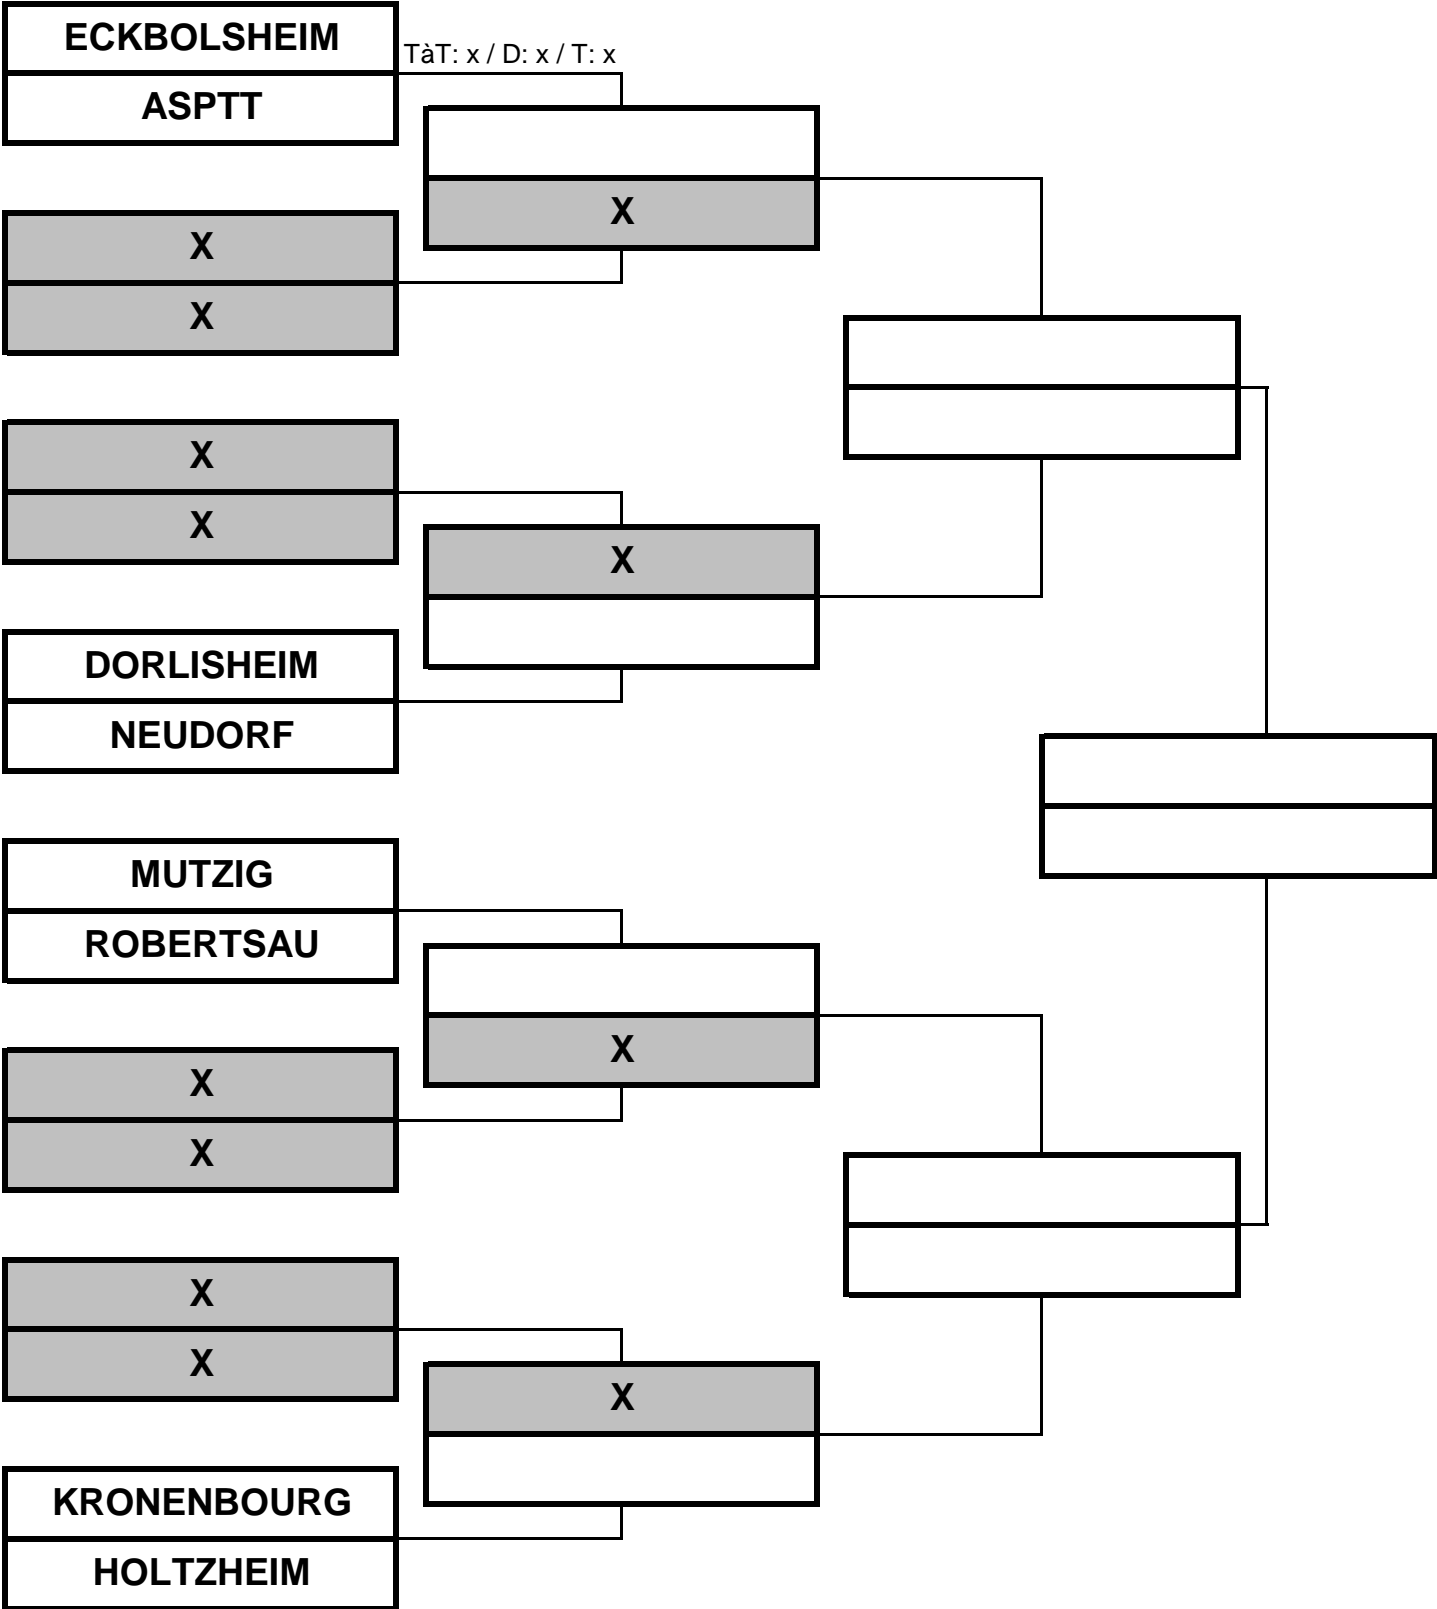 ECKBOLSHEIM
TàT: x / D: x / T: x
ASPTT
X
X
X
X
X
X
DORLISHEIM
NEUDORF
MUTZIG
ROBERTSAU
X
X
X
X
X
X
KRONENBOURG
HOLTZHEIM